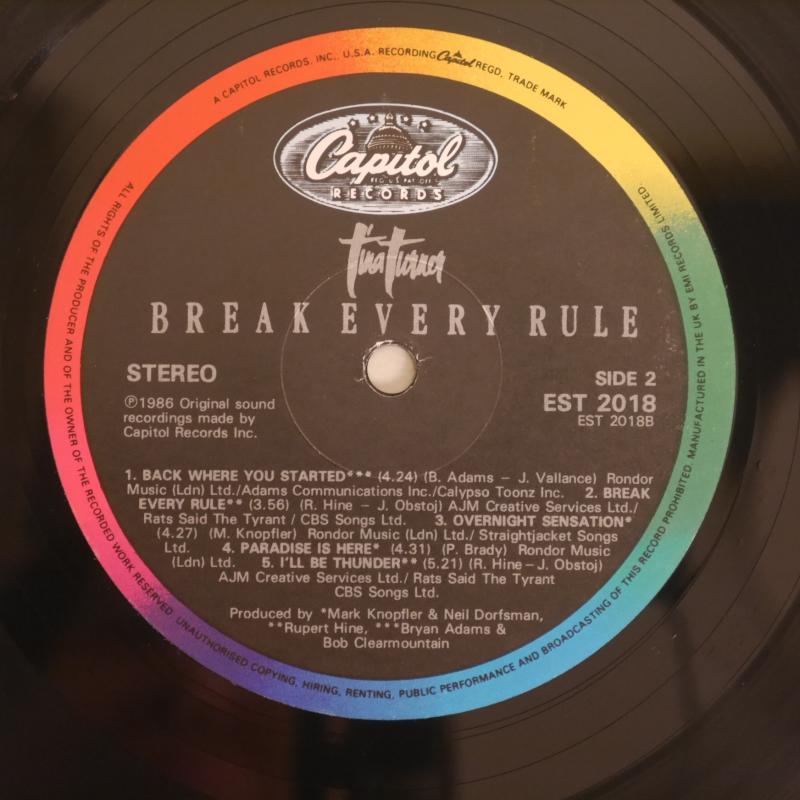 A CAPITOL RECORDS, INC., U.S.A. RECORDING Capitol REGD. TRADE MARK
Capitol
REG. U.S. PAT. OFF.
RECORDS
Tina Turner
BREAK EVERY RULE
STEREO
℗1986 Original sound
recordings made by
Capitol Records Inc.
SIDE 2
EST 2018
EST 2018B
1. BACK WHERE YOU STARTED*** (4.24) (B. Adams – J. Vallance) Rondor
Music (Ldn) Ltd./Adams Communications Inc./Calypso Toonz Inc. 2. BREAK
EVERY RULE** (3.56) (R. Hine – J. Obstoj) AJM Creative Services Ltd./
Rats Said The Tyrant / CBS Songs Ltd. 3. OVERNIGHT SENSATION*
(4.27) (M. Knopfler) Rondor Music (Ldn) Ltd./ Straightjacket Songs
Ltd. 4. PARADISE IS HERE* (4.31) (P. Brady) Rondor Music
(Ldn) Ltd. 5. I'LL BE THUNDER** (5.21) (R. Hine – J. Obstoj)
AJM Creative Services Ltd./ Rats Said The Tyrant
CBS Songs Ltd.
Produced by *Mark Knopfler & Neil Dorfsman,
**Rupert Hine, ***Bryan Adams &
Bob Clearmountain
ALL RIGHTS OF THE PRODUCER AND OF THE OWNER OF THE RECORDED WORK RESERVED. UNAUTHORISED COPYING, HIRING, RENTING, PUBLIC PERFORMANCE AND BROADCASTING OF THIS RECORD PROHIBITED. MANUFACTURED IN THE UK BY EMI RECORDS LIMITED.